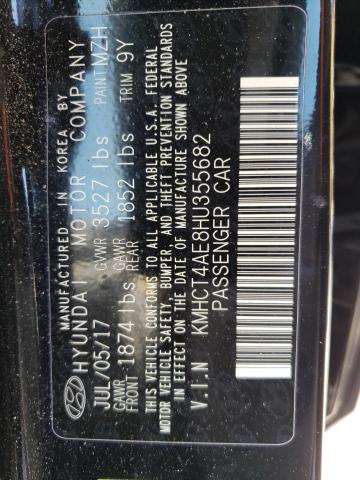 MANUFACTURED IN KOREA BY
HYUNDAI MOTOR COMPANY
JUL/05/17 GVWR 3527 lbs PAINT MZH
GAWR FRONT 1874 lbs GAWR REAR 1852 lbs TRIM 9Y
THIS VEHICLE CONFORMS TO ALL APPLICABLE U.S.A. FEDERAL
MOTOR VEHICLE SAFETY, BUMPER, AND THEFT PREVENTION STANDARDS
IN EFFECT ON THE DATE OF MANUFACTURE SHOWN ABOVE
V.I.N KMHCT4AE8HU355682
PASSENGER CAR